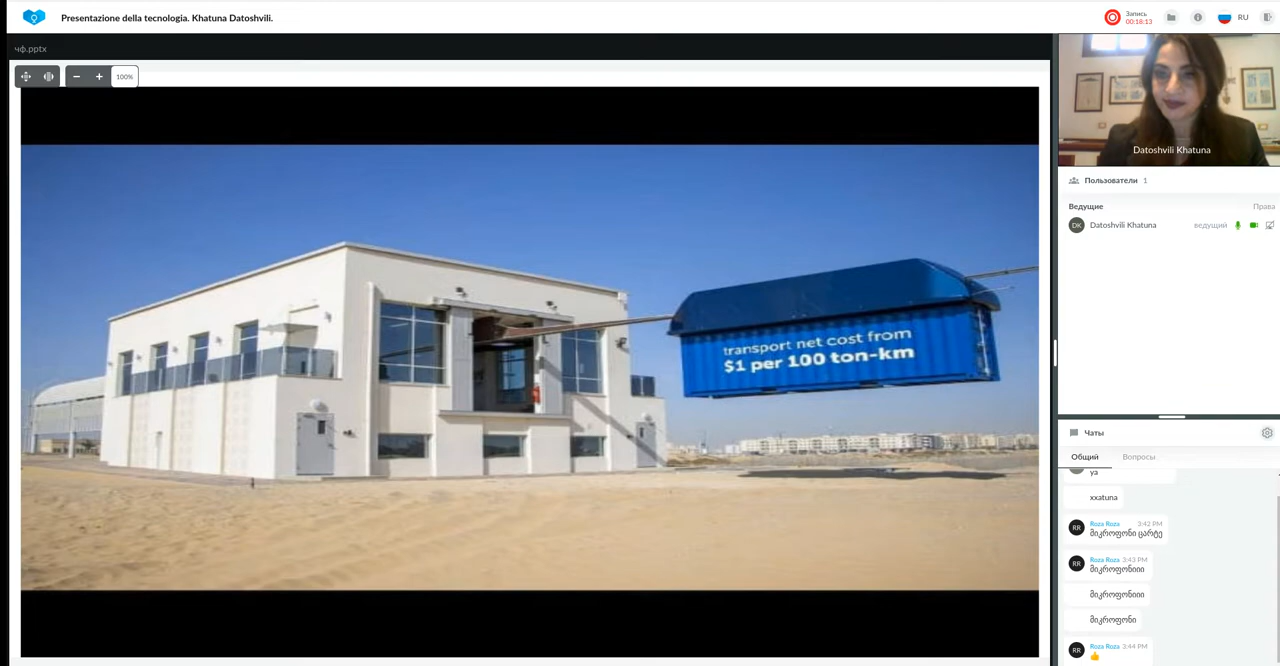 Presentazione della tecnologia. Khatuna Datoshvili.
Запись
00:18:13
RU
чф.pptx
100%
transport net cost from
$1 per 100 ton-km
Datoshvili Khatuna
Пользователи 1
Ведущие Права
DK Datoshvili Khatuna ведущий
Чаты
Общий Вопросы
ya
xxatuna
RR Roza Roza 3:42 PM
მიკროფონი ცარტე
RR Roza Roza 3:43 PM
მიკროფონიიი
მიკროფონიიი
მიკროფონი
RR Roza Roza 3:44 PM
👍